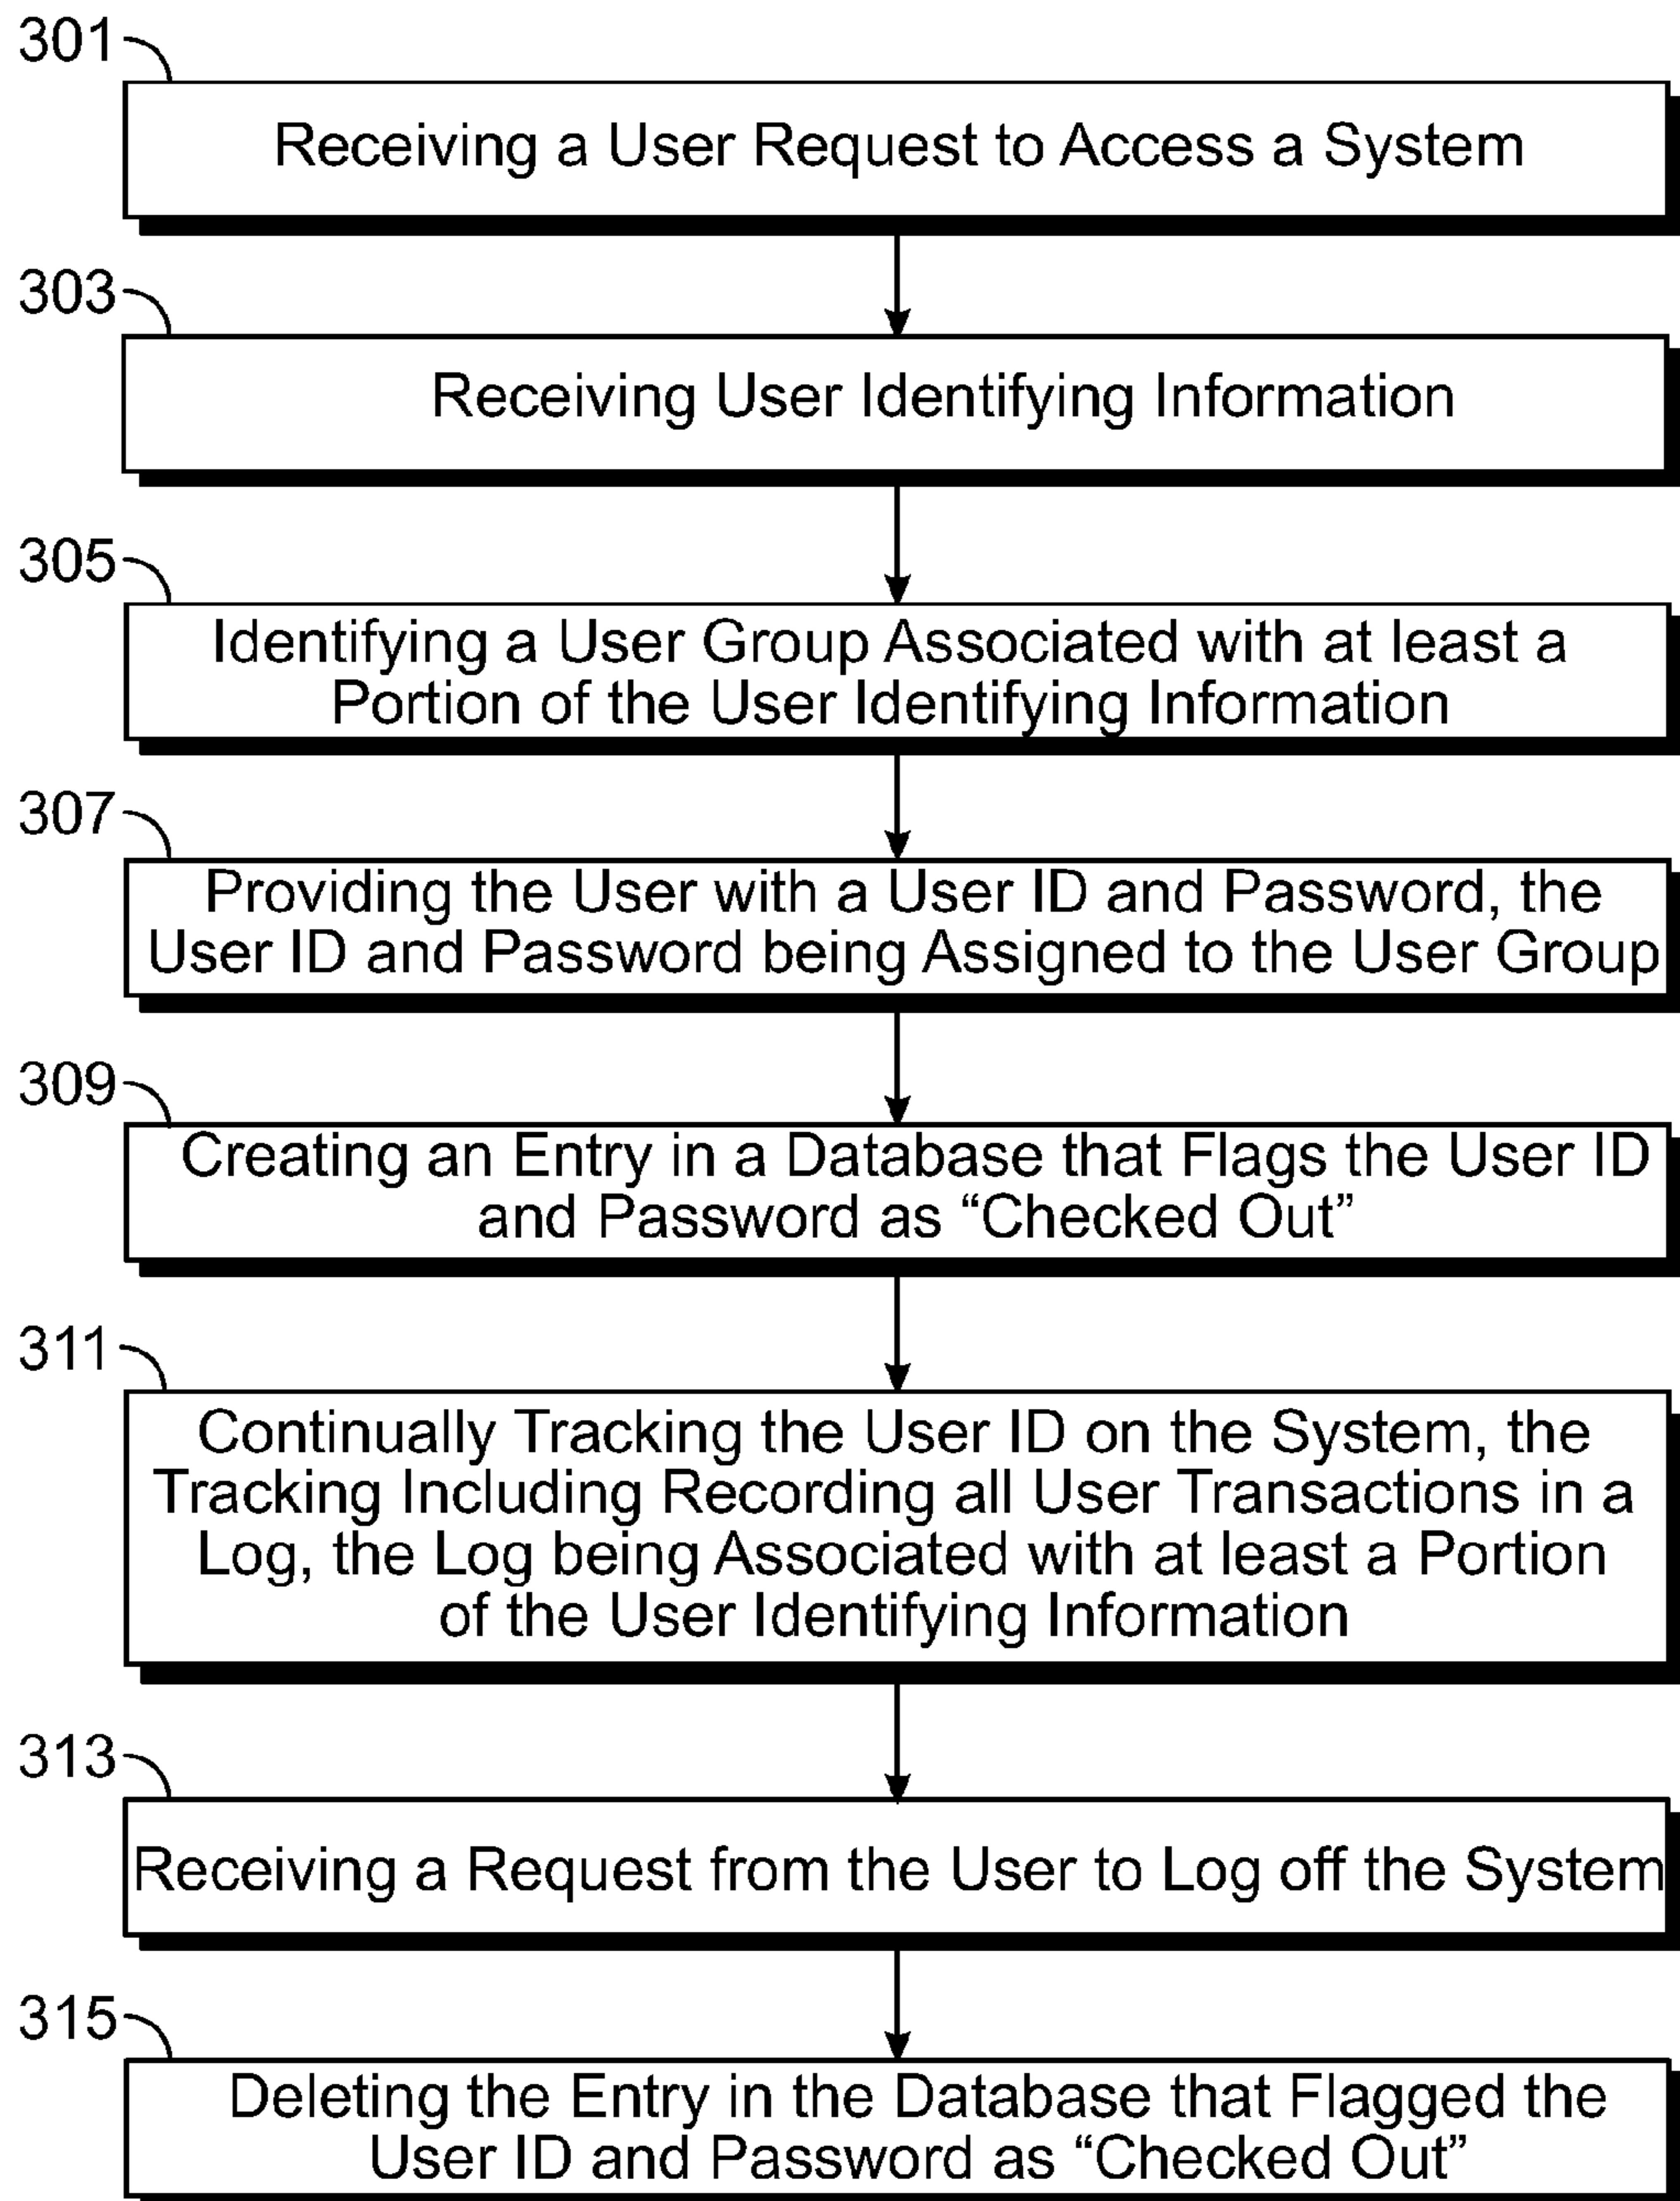 301
Receiving a User Request to Access a System
303
Receiving User Identifying Information
305
Identifying a User Group Associated with at least a
Portion of the User Identifying Information
307
Providing the User with a User ID and Password, the
User ID and Password being Assigned to the User Group
309
Creating an Entry in a Database that Flags the User ID
and Password as “Checked Out”
311
Continually Tracking the User ID on the System, the
Tracking Including Recording all User Transactions in a
Log, the Log being Associated with at least a Portion
of the User Identifying Information
313
Receiving a Request from the User to Log off the System
315
Deleting the Entry in the Database that Flagged the
User ID and Password as “Checked Out”